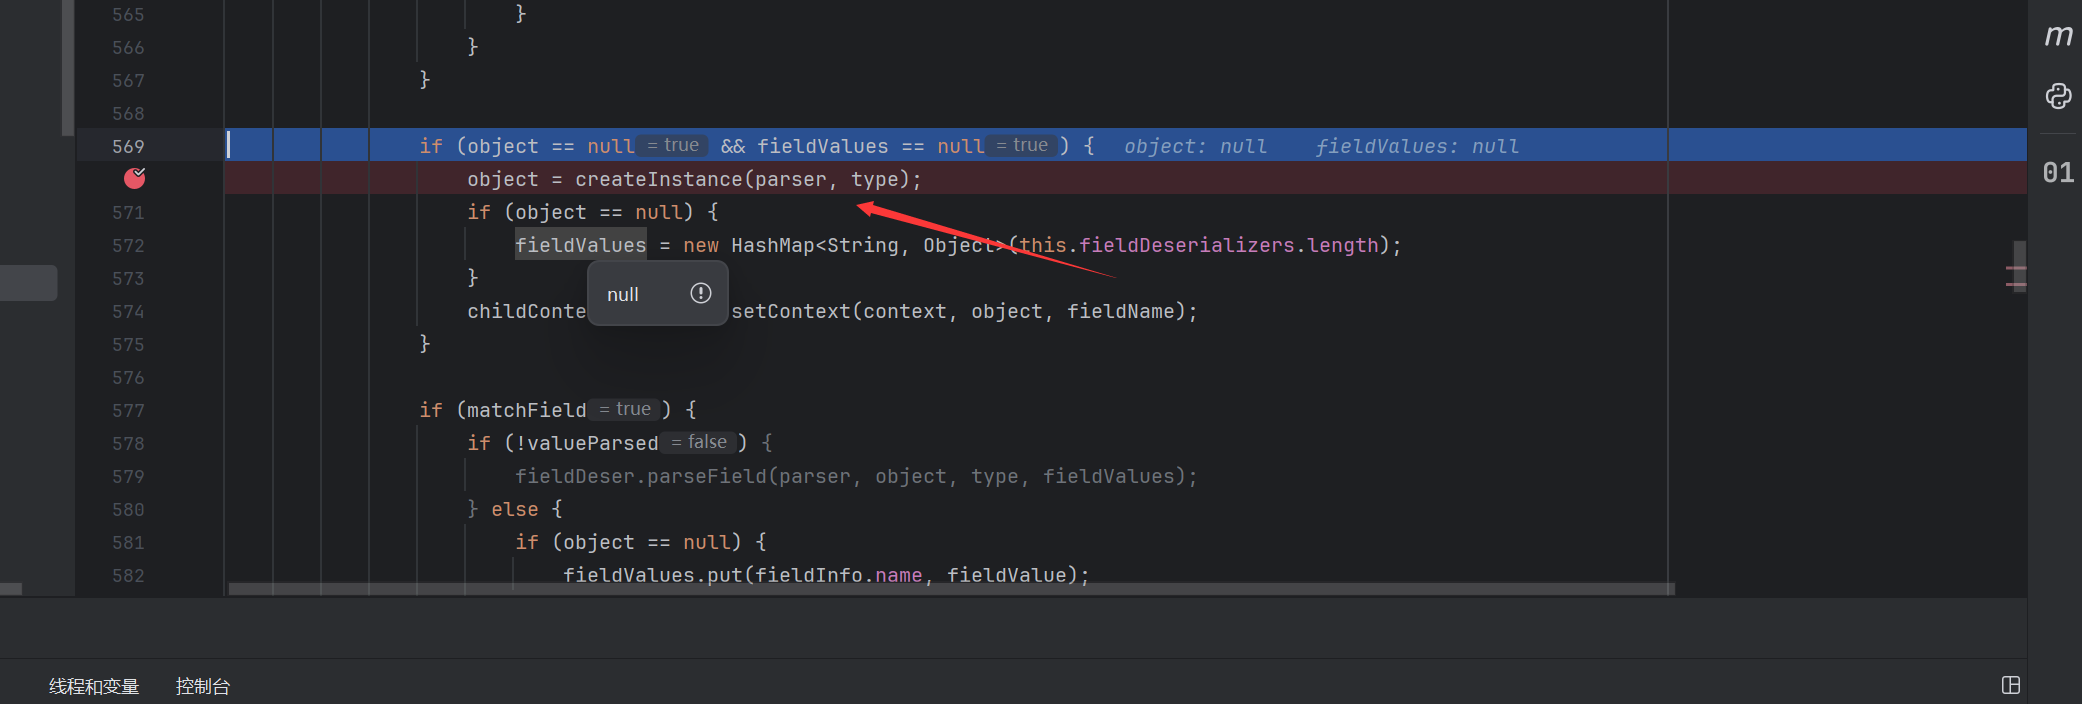 565 }
566 }
567 }
568
569 if (object == null = true && fieldValues == null = true ) { object: null fieldValues: null
object = createInstance(parser, type);
571 if (object == null) {
572 fieldValues = new HashMap<String, Object>(this.fieldDeserializers.length);
573 }
null
574 childConte setContext(context, object, fieldName);
575 }
576
577 if (matchField = true ) {
578 if (!valueParsed = false ) {
579 fieldDeser.parseField(parser, object, type, fieldValues);
580 } else {
581 if (object == null) {
582 fieldValues.put(fieldInfo.name, fieldValue);
m
01
线程和变量 控制台